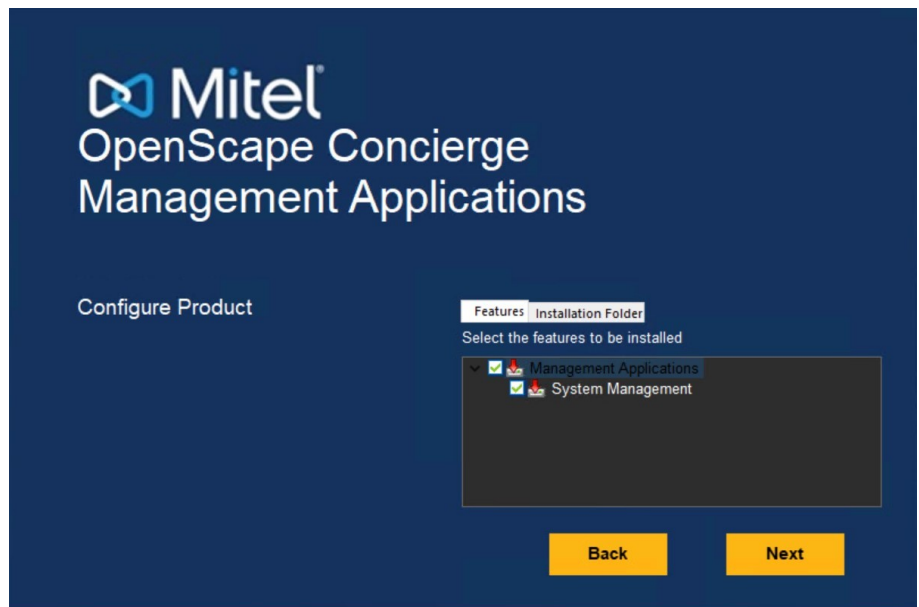 Mitel
OpenScape Concierge
Management Applications
Configure Product
Features Installation Folder
Select the features to be installed
Management Applications
System Management
Back Next